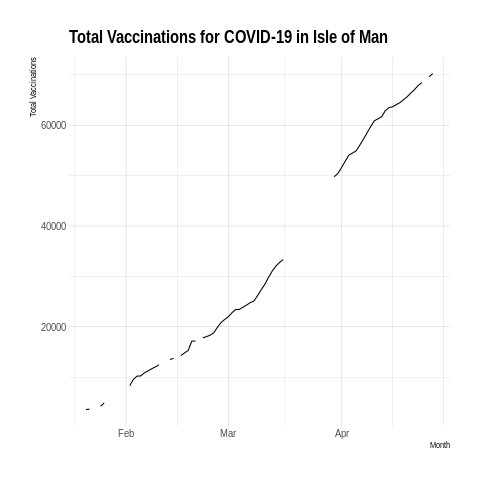 Total Vaccinations for COVID-19 in Isle of Man
Total Vaccinations
60000
40000
20000
Feb
Mar
Apr
Month